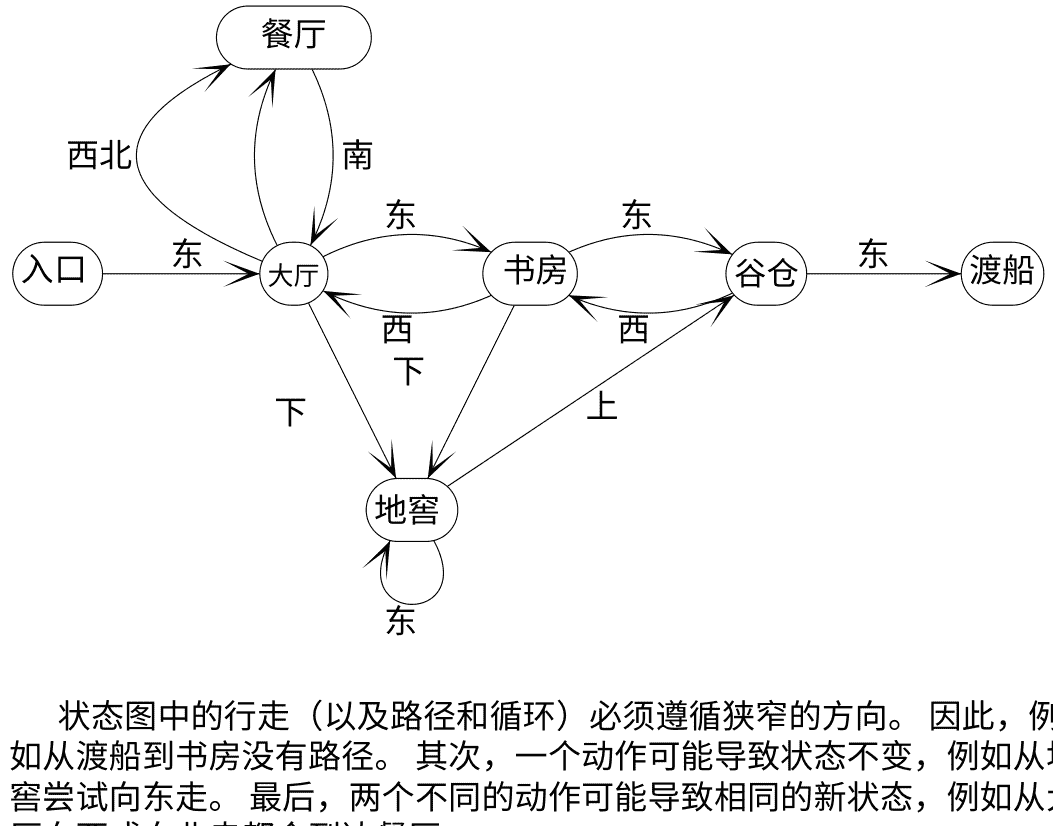 餐厅
西北
南
东
东
入口
东
大厅
书房
谷仓
东
渡船
西
西
下
下
上
地窖
东
状态图中的行走（以及路径和循环）必须遵循狭窄的方向。 因此，例
如从渡船到书房没有路径。 其次，一个动作可能导致状态不变，例如从
窖尝试向东走。 最后，两个不同的动作可能导致相同的新状态，例如从